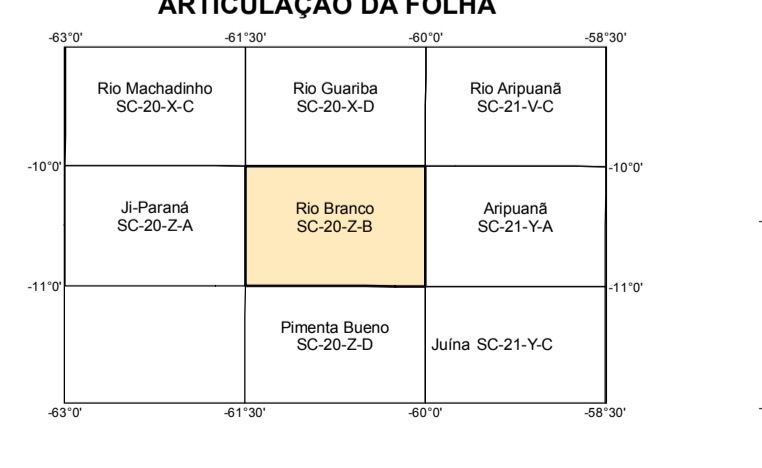 ARTICULAÇÃO DA FOLHA
-63°0' -61°30' -60°0' -58°30'
Rio Machadinho
SC-20-X-C
Rio Guariba
SC-20-X-D
Rio Aripuanã
SC-21-V-C
-10°0' -10°0'
Ji-Paraná
SC-20-Z-A
Rio Branco
SC-20-Z-B
Aripuanã
SC-21-Y-A
-11°0' -11°0'
Pimenta Bueno
SC-20-Z-D
Juína SC-21-Y-C
-63°0' -61°30' -60°0' -58°30'